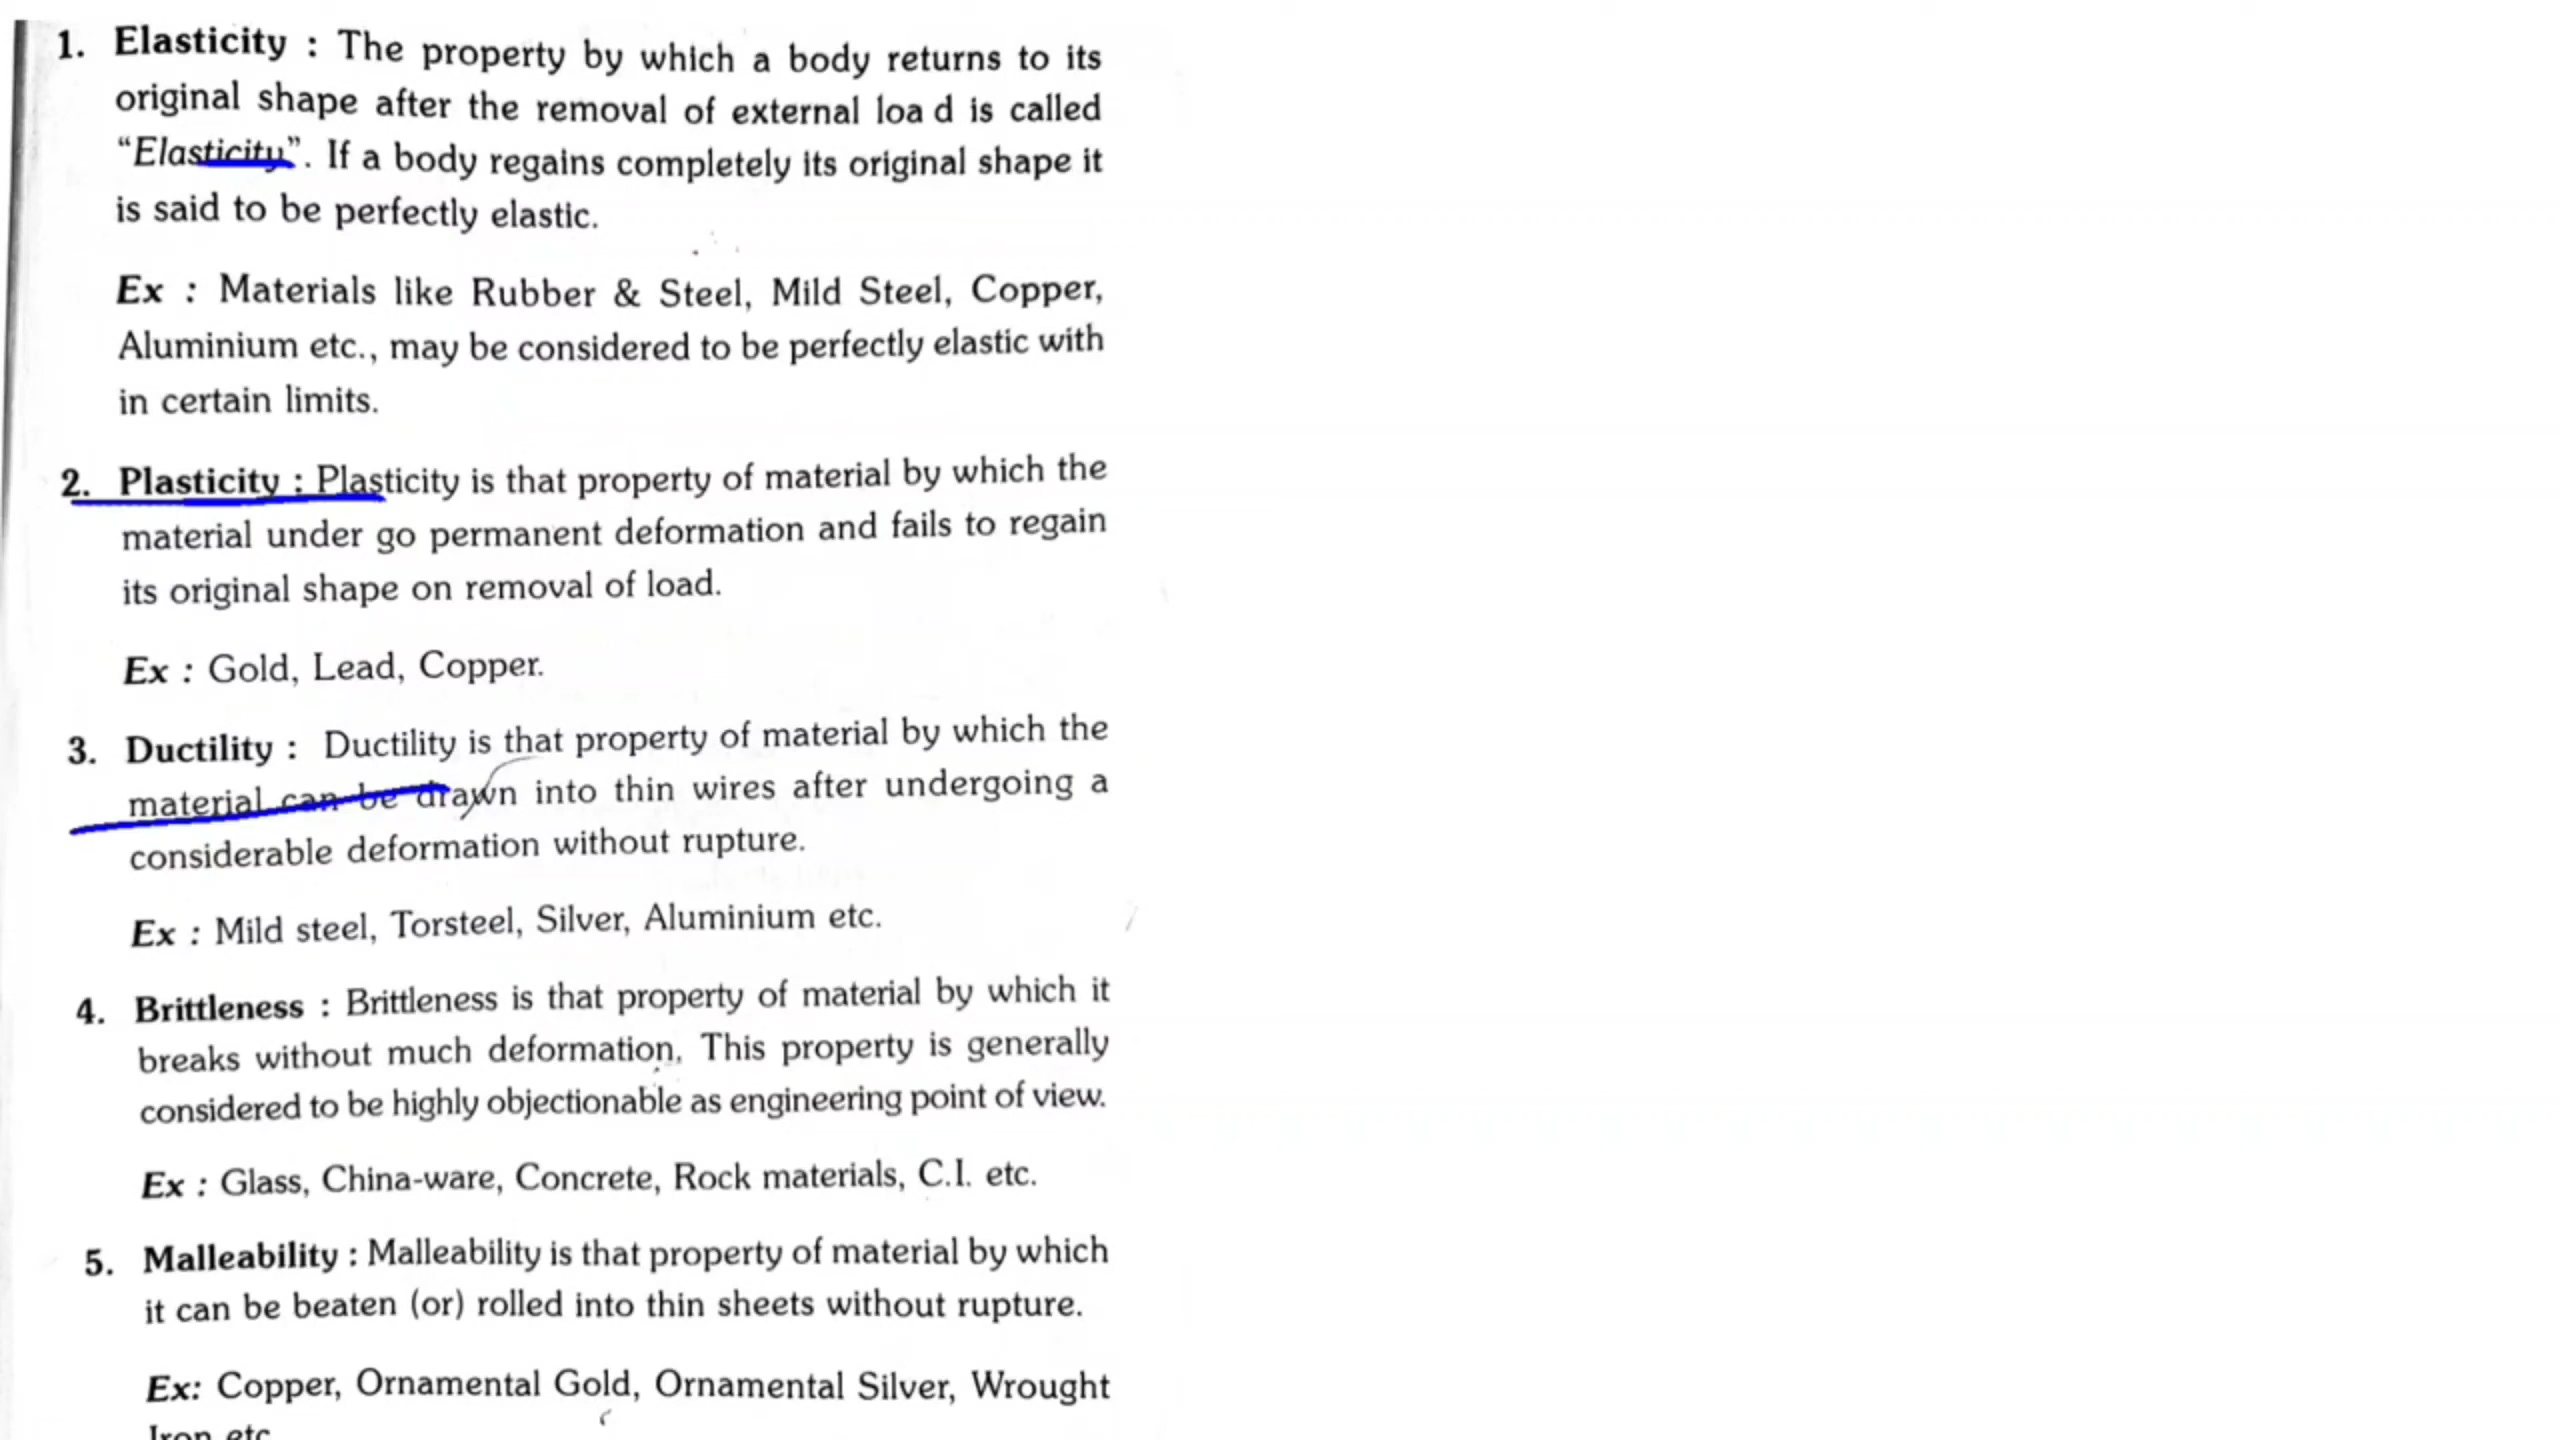 1. Elasticity : The property by which a body returns to its
original shape after the removal of external loa d is called
“Elasticity”. If a body regains completely its original shape it
is said to be perfectly elastic.
Ex : Materials like Rubber & Steel, Mild Steel, Copper,
Aluminium etc., may be considered to be perfectly elastic with
in certain limits.
2. Plasticity : Plasticity is that property of material by which the
material under go permanent deformation and fails to regain
its original shape on removal of load.
Ex : Gold, Lead, Copper.
3. Ductility : Ductility is that property of material by which the
material can be drawn into thin wires after undergoing a
considerable deformation without rupture.
Ex : Mild steel, Torsteel, Silver, Aluminium etc.
4. Brittleness : Brittleness is that property of material by which it
breaks without much deformation. This property is generally
considered to be highly objectionable as engineering point of view.
Ex : Glass, China-ware, Concrete, Rock materials, C.I. etc.
5. Malleability : Malleability is that property of material by which
it can be beaten (or) rolled into thin sheets without rupture.
Ex: Copper, Ornamental Gold, Ornamental Silver, Wrought
Iron etc